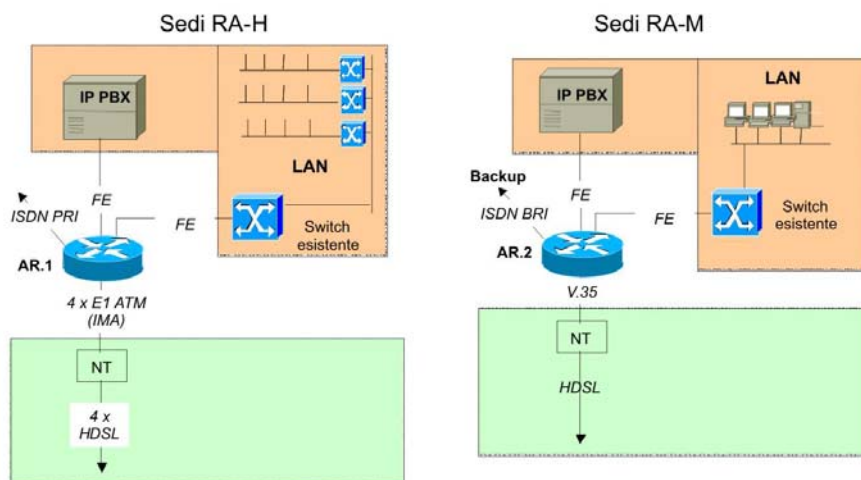 Sedi RA-H
IP PBX
LAN
FE
ISDN PRI
FE
Switch
esistente
AR.1
4 x E1 ATM
(IMA)
NT
4 x
HDSL
Sedi RA-M
IP PBX
LAN
Backup
FE
ISDN BRI
FE
Switch
esistente
AR.2
V.35
NT
HDSL